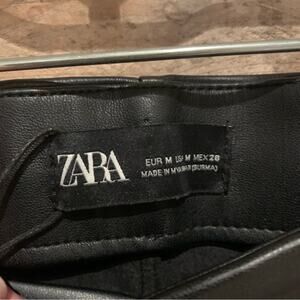 ZARA
EUR M USA M MEX 28
MADE IN MYANMAR (BURMA)